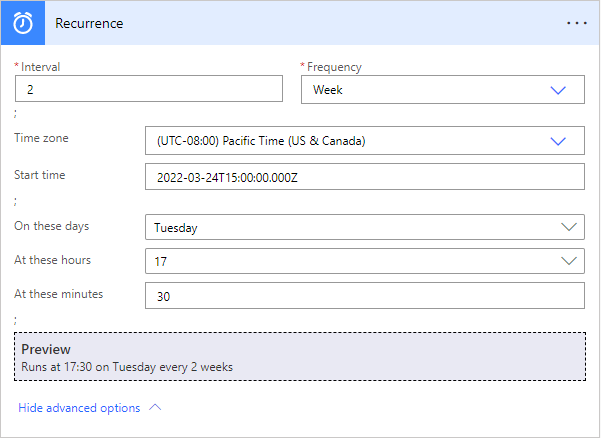 Recurrence
* Interval
* Frequency
2
Week
;
Time zone
(UTC-08:00) Pacific Time (US & Canada)
Start time
2022-03-24T15:00:00.000Z
;
On these days
Tuesday
At these hours
17
At these minutes
30
;
Preview
Runs at 17:30 on Tuesday every 2 weeks
Hide advanced options